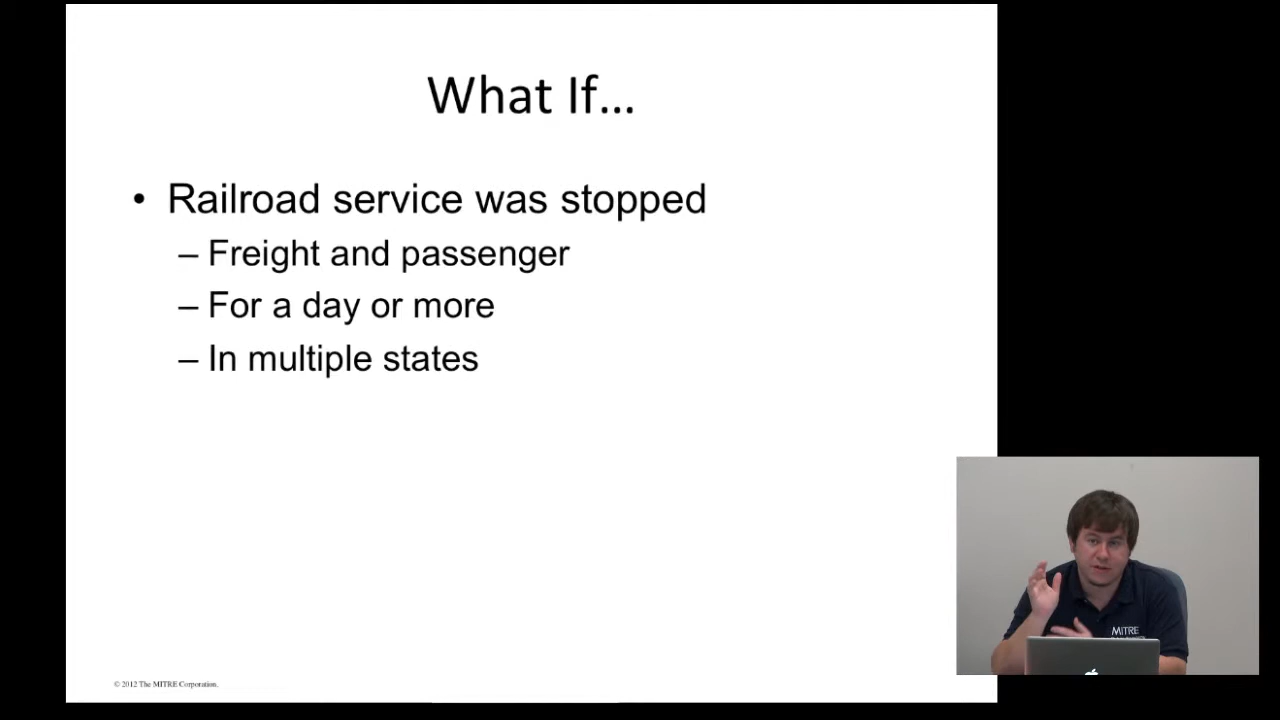 What If...
• Railroad service was stopped
– Freight and passenger
– For a day or more
– In multiple states
© 2012 The MITRE Corporation.
MITRE